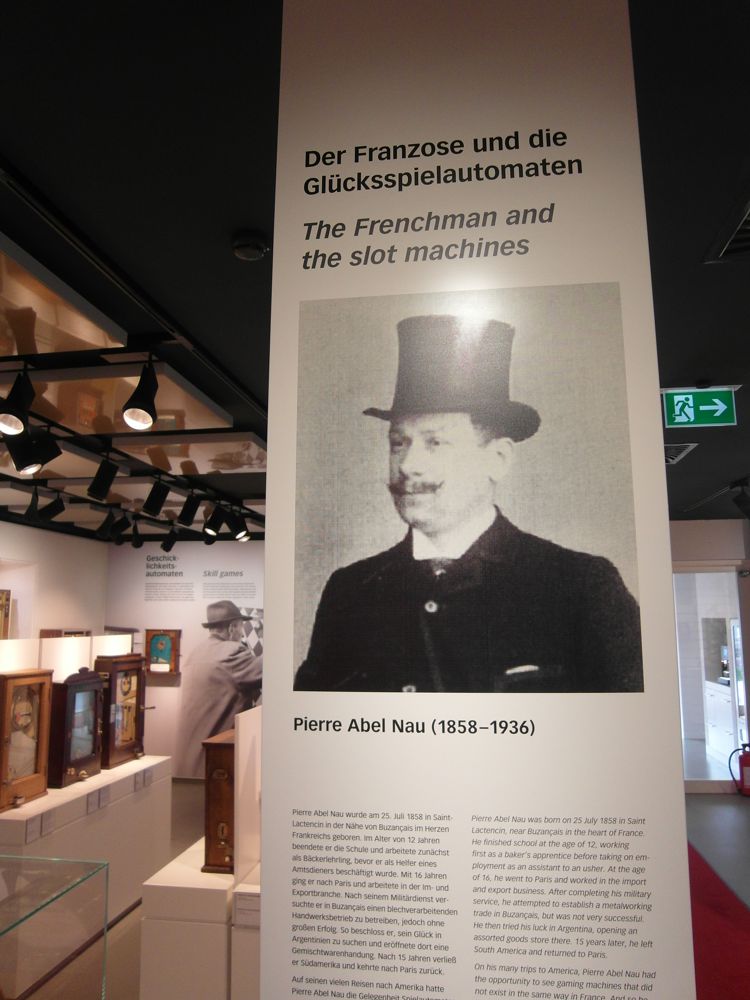 Der Franzose und die
Glücksspielautomaten
The Frenchman and
the slot machines
Pierre Abel Nau (1858–1936)
Pierre Abel Nau wurde am 25. Juli 1858 in Saint-
Lactencin in der Nähe von Buzançais im Herzen
Frankreichs geboren. Im Alter von 12 Jahren
beendete er die Schule und arbeitete zunächst
als Bäckerlehrling, bevor er als Helfer eines
Amtsdieners beschäftigt wurde. Mit 16 Jahren
ging er nach Paris und arbeitete in der Im- und
Exportbranche. Nach seinem Militärdienst ver-
suchte er in Buzançais einen blechverarbeitenden
Handwerksbetrieb zu betreiben, jedoch ohne
großen Erfolg. So beschloss er, sein Glück in
Argentinien zu suchen und eröffnete dort eine
Gemischtwarenhandlung. Nach 15 Jahren verließ
er Südamerika und kehrte nach Paris zurück.
Auf seinen vielen Reisen nach Amerika hatte
Pierre Abel Nau die Gelegenheit
Pierre Abel Nau was born on 25 July 1858 in Saint
Lactencin, near Buzançais in the heart of France.
He finished school at the age of 12, working
first as a baker's apprentice before taking on em-
ployment as an assistant to an usher. At the age
of 16, he went to Paris and worked in the import
and export business. After completing his military
service, he attempted to establish a metalworking
trade in Buzançais, but was not very successful.
He then tried his luck in Argentina, opening an
assorted goods store there. 15 years later, he left
South America and returned to Paris.
On his many trips to America, Pierre Abel Nau had
the opportunity to see gaming machines that did
not exist in the same way in France. And so he
Geschick-
lichkeits-
automaten
Skill games